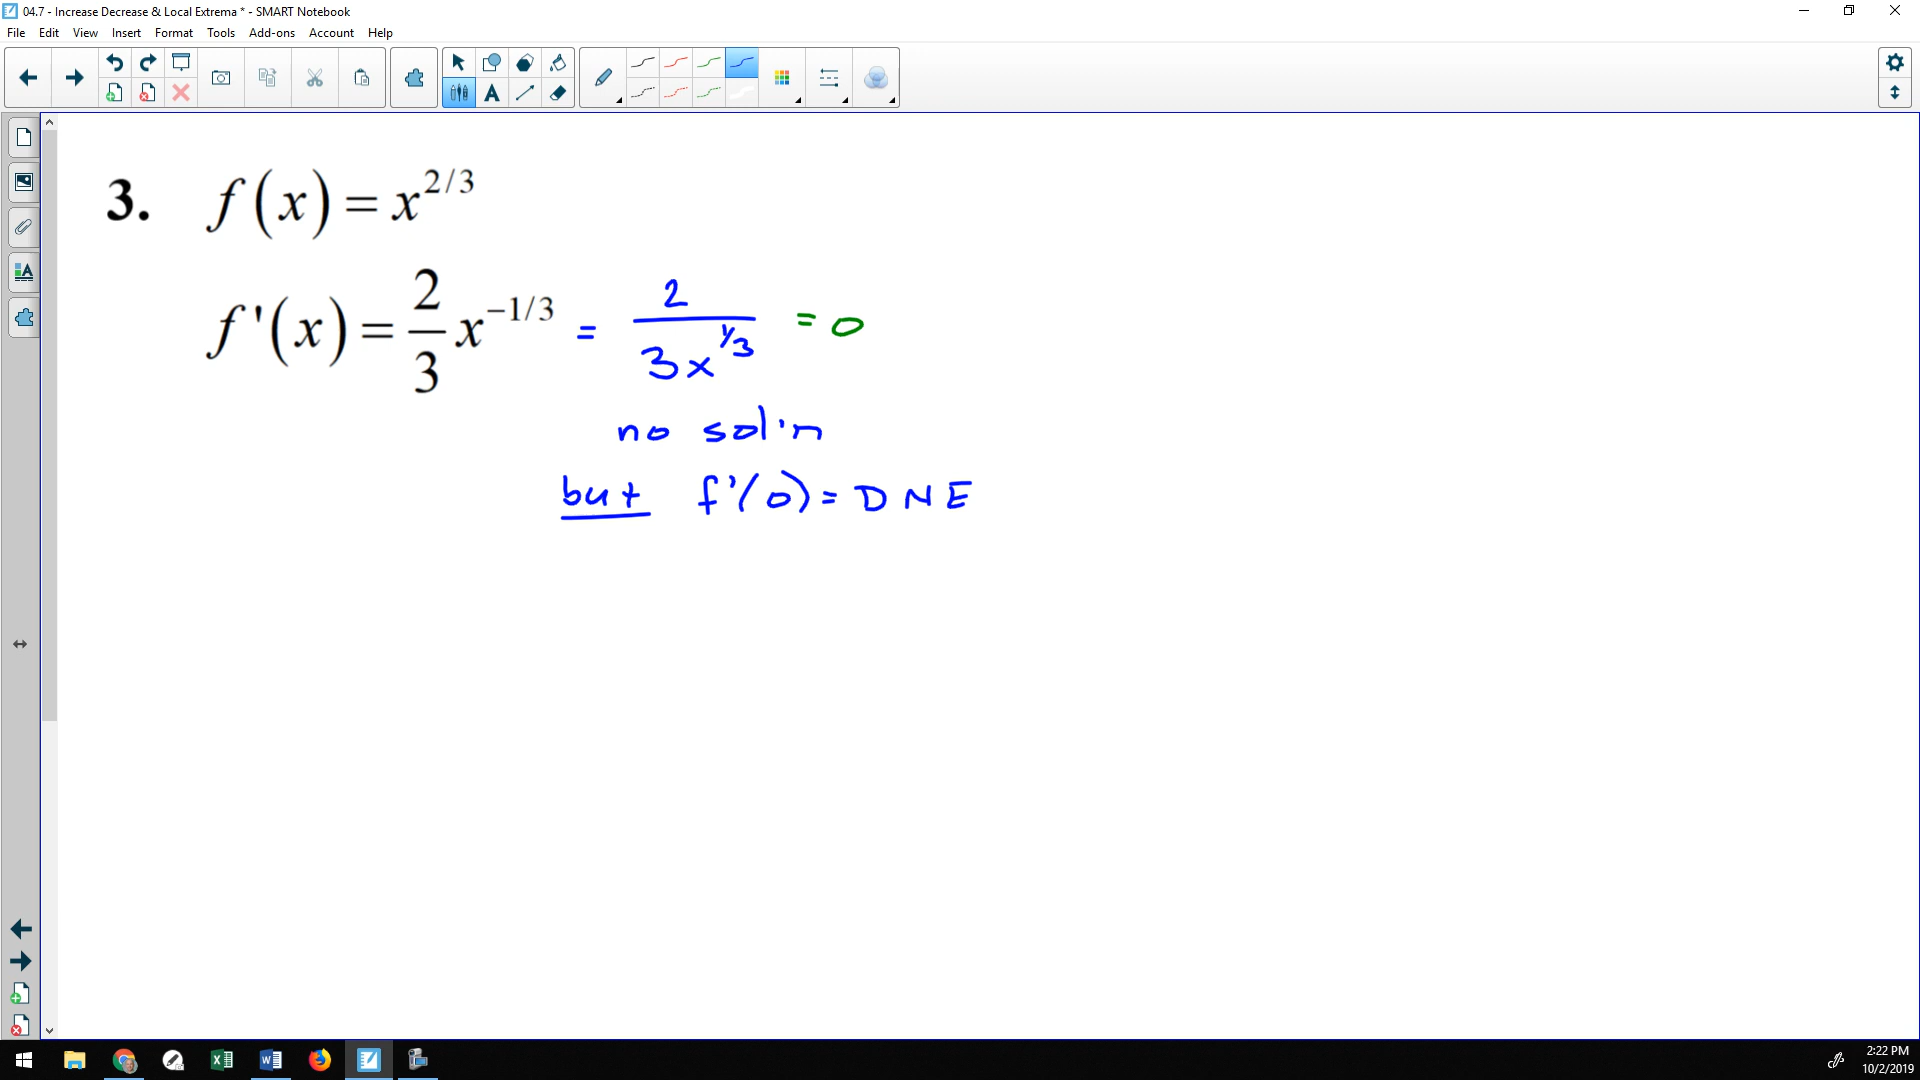 04.7 - Increase Decrease & Local Extrema * - SMART Notebook
File Edit View Insert Format Tools Add-ons Account Help
3. f(x) = x^{2/3}
f'(x) = \frac{2}{3} x^{-1/3} = \frac{2}{3x^{1/3}} = 0
no sol'n
but f'(0) = DNE
2:22 PM
10/2/2019